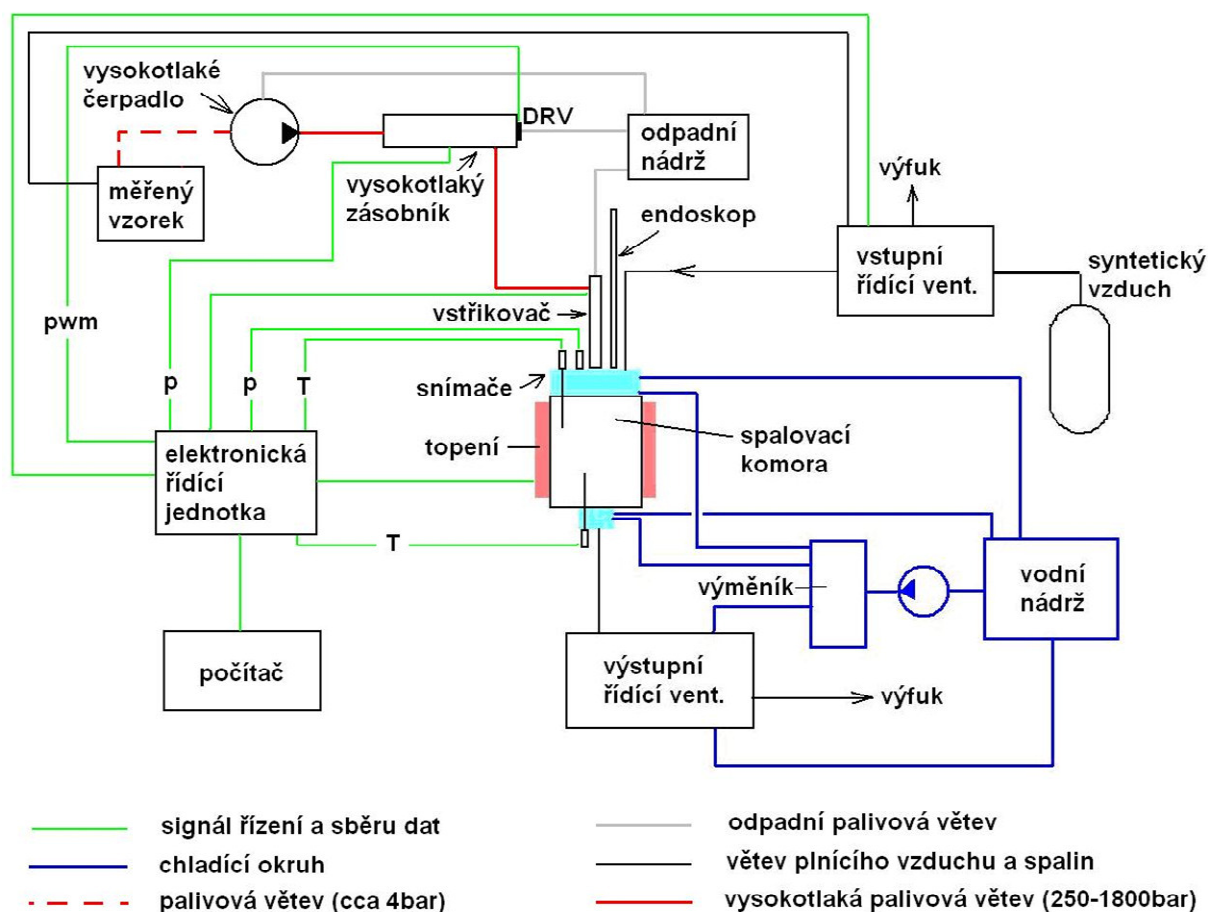 vysokotlaké
čerpadlo
DRV
odpadní
nádrž
měřený
vzorek
vysokotlaký
zásobník
výfuk
endoskop
vstupní
řídící vent.
syntetický
vzduch
vstřikovač
pwm
p
p
T
snímače
topení
spalovací
komora
elektronická
řídící
jednotka
T
výměník
vodní
nádrž
počítač
výstupní
řídící vent.
výfuk
signál řízení a sběru dat
chladící okruh
palivová větev (cca 4bar)
odpadní palivová větev
větev plnícího vzduchu a spalin
vysokotlaká palivová větev (250-1800bar)